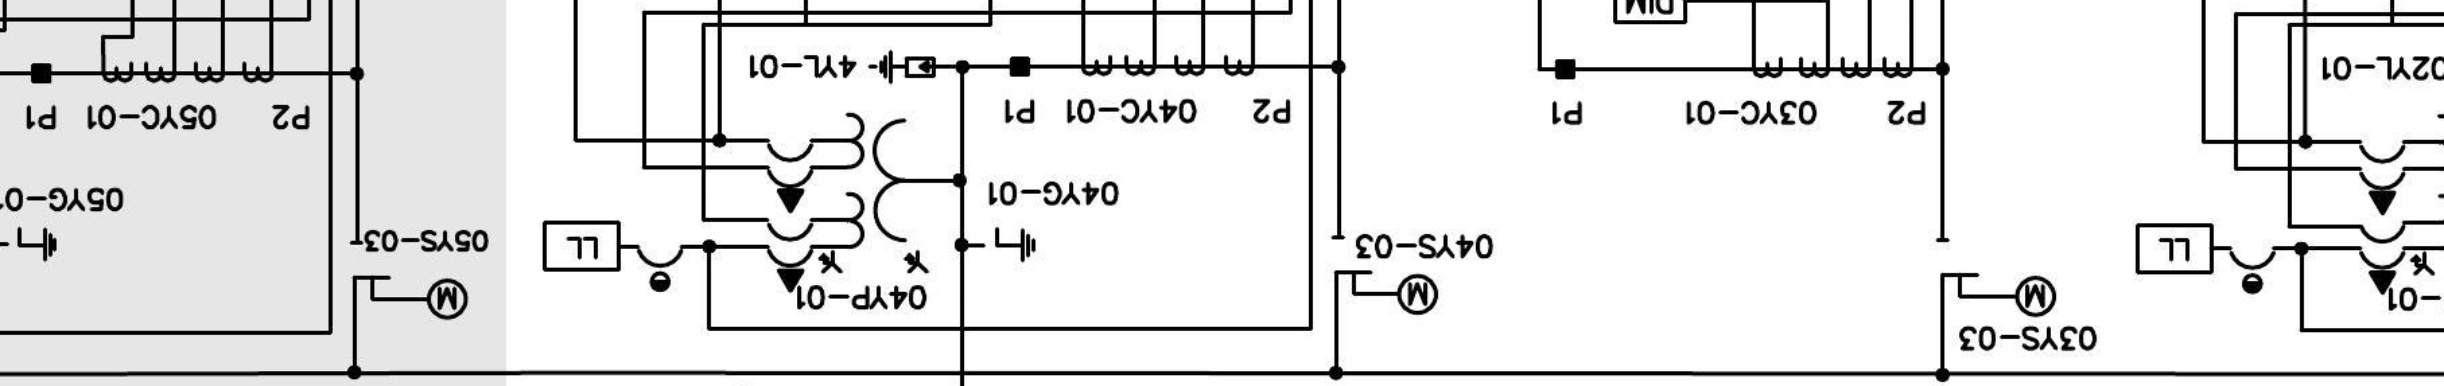 03YS-03
-01
M
04YP-01
M
M
LL
04YS-03
LL
05YS-03
04YG-01
05YG-01
P2 03YC-01 P1
P2 04YC-01 P1
P2 05YC-01 P1
02YL-01
4YL-01
DIM